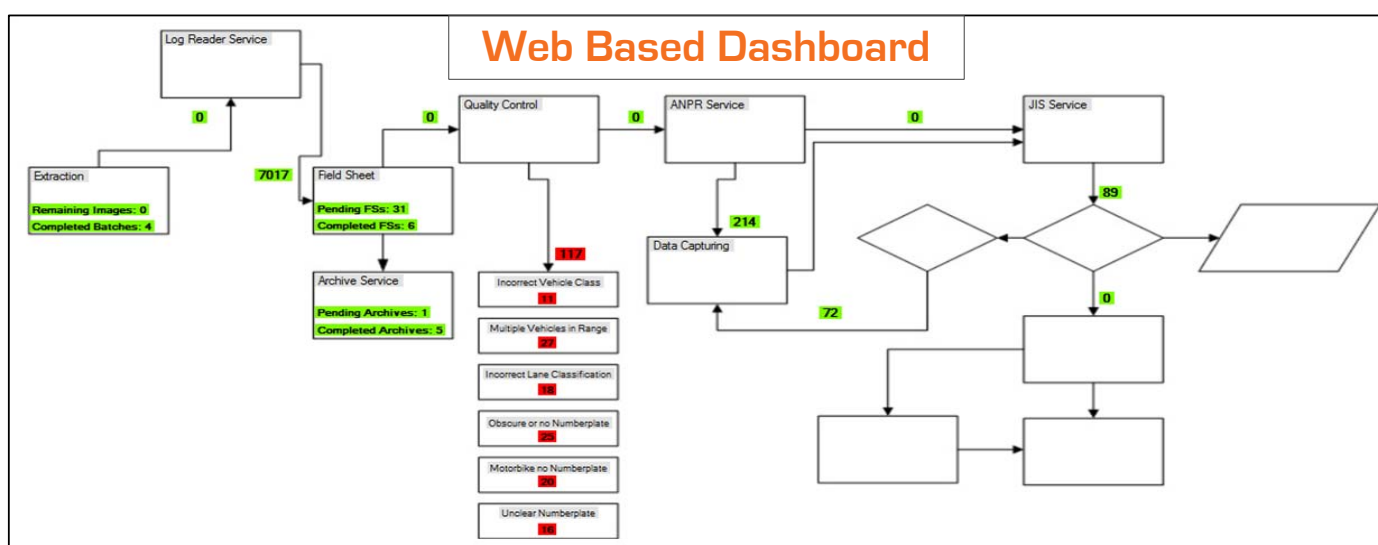 Web Based Dashboard
Log Reader Service
0
Extraction
Remaining Images: 0
Completed Batches: 4
7017
Field Sheet
Pending FSs: 31
Completed FSs: 6
Archive Service
Pending Archives: 1
Completed Archives: 5
0
Quality Control
0
117
Incorrect Vehicle Class
11
Multiple Vehicles in Range
27
Incorrect Lane Classification
18
Obscure or no Numberplate
25
Motorbike no Numberplate
20
Unclear Numberplate
16
ANPR Service
0
214
Data Capturing
72
JIS Service
89
0